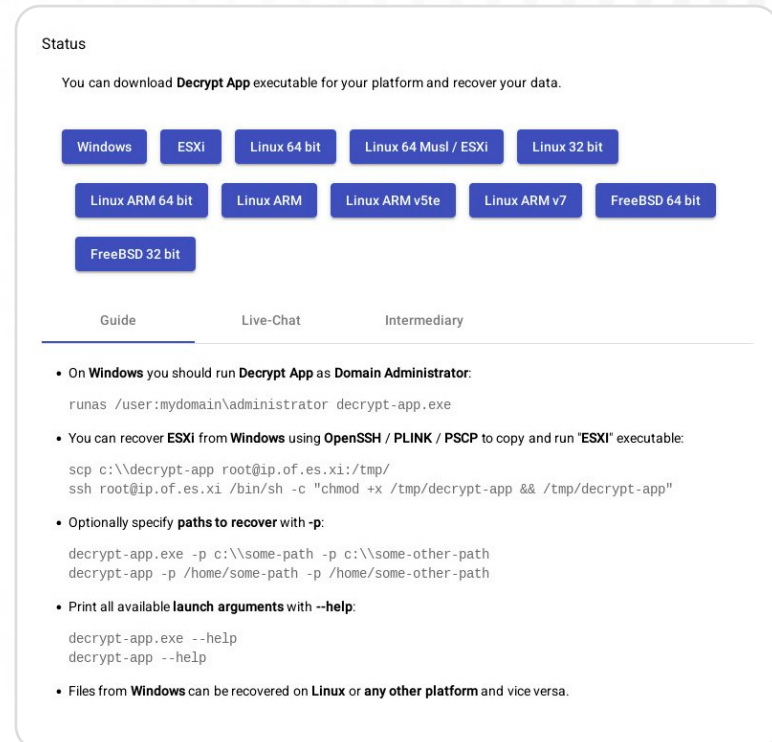 Status
You can download Decrypt App executable for your platform and recover your data.
Windows ESXi Linux 64 bit Linux 64 Musl / ESXi Linux 32 bit
Linux ARM 64 bit Linux ARM Linux ARM v5te Linux ARM v7 FreeBSD 64 bit
FreeBSD 32 bit
Guide Live-Chat Intermediary
• On Windows you should run Decrypt App as Domain Administrator:
runas /user:mydomain\administrator decrypt-app.exe
• You can recover ESXi from Windows using OpenSSH / PLINK / PSCP to copy and run "ESXI" executable:
scp c:\\decrypt-app root@ip.of.es.xi:/tmp/
ssh root@ip.of.es.xi /bin/sh -c "chmod +x /tmp/decrypt-app && /tmp/decrypt-app"
• Optionally specify paths to recover with -p:
decrypt-app.exe -p c:\\some-path -p c:\\some-other-path
decrypt-app -p /home/some-path -p /home/some-other-path
• Print all available launch arguments with --help:
decrypt-app.exe --help
decrypt-app --help
• Files from Windows can be recovered on Linux or any other platform and vice versa.